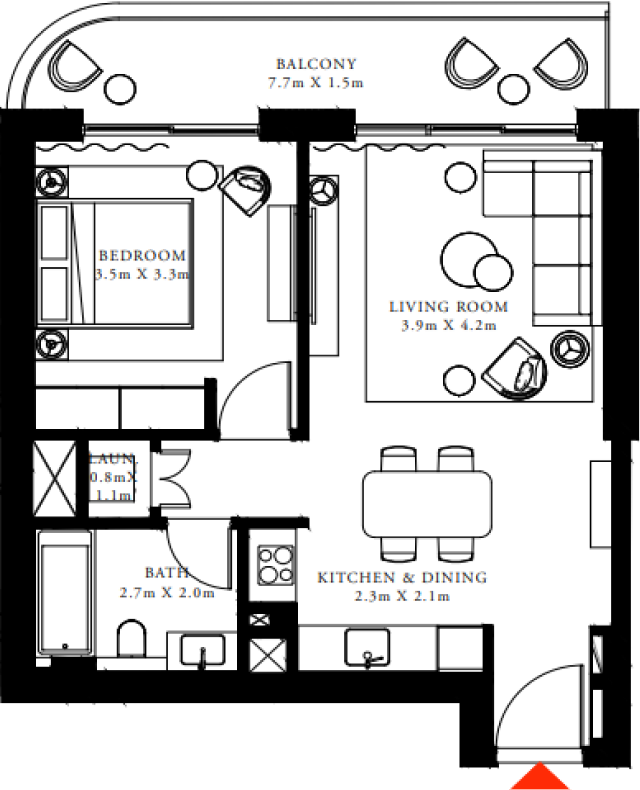 BALCONY
7.7m X 1.5m
BEDROOM
3.5m X 3.3m
LIVING ROOM
3.9m X 4.2m
LAUN.
0.8mX
1.1m
BATH
2.7m X 2.0m
KITCHEN & DINING
2.3m X 2.1m